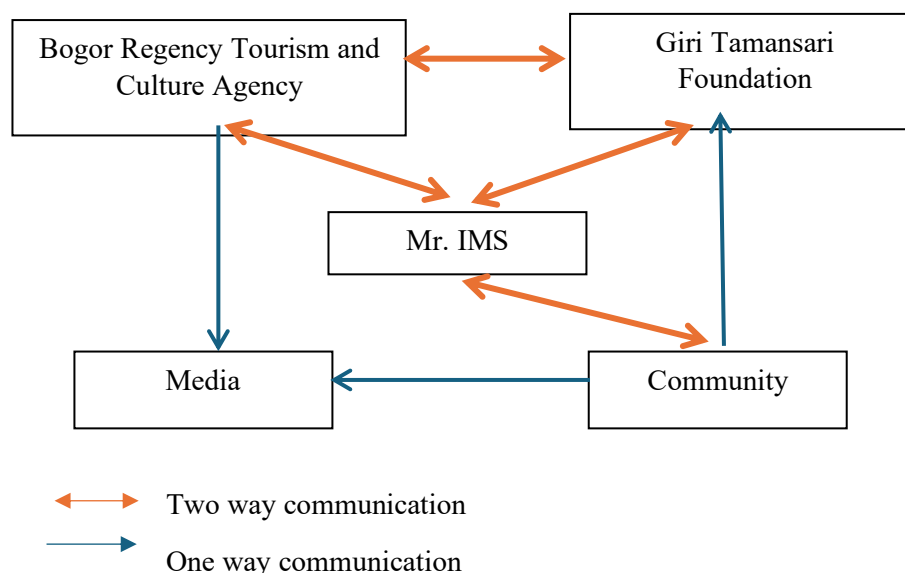 Bogor Regency Tourism and
Culture Agency
Giri Tamansari
Foundation
Mr. IMS
Media
Community
Two way communication
One way communication